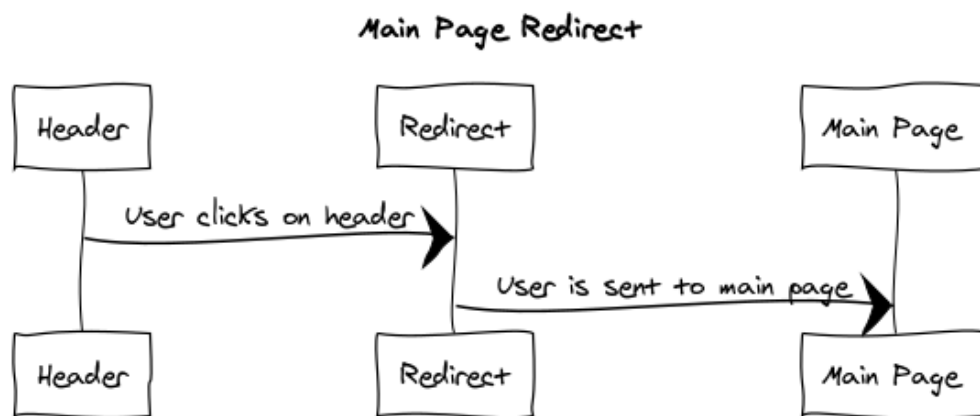 Main Page Redirect
Header
Redirect
Main Page
User clicks on header
User is sent to main page
Header
Redirect
Main Page